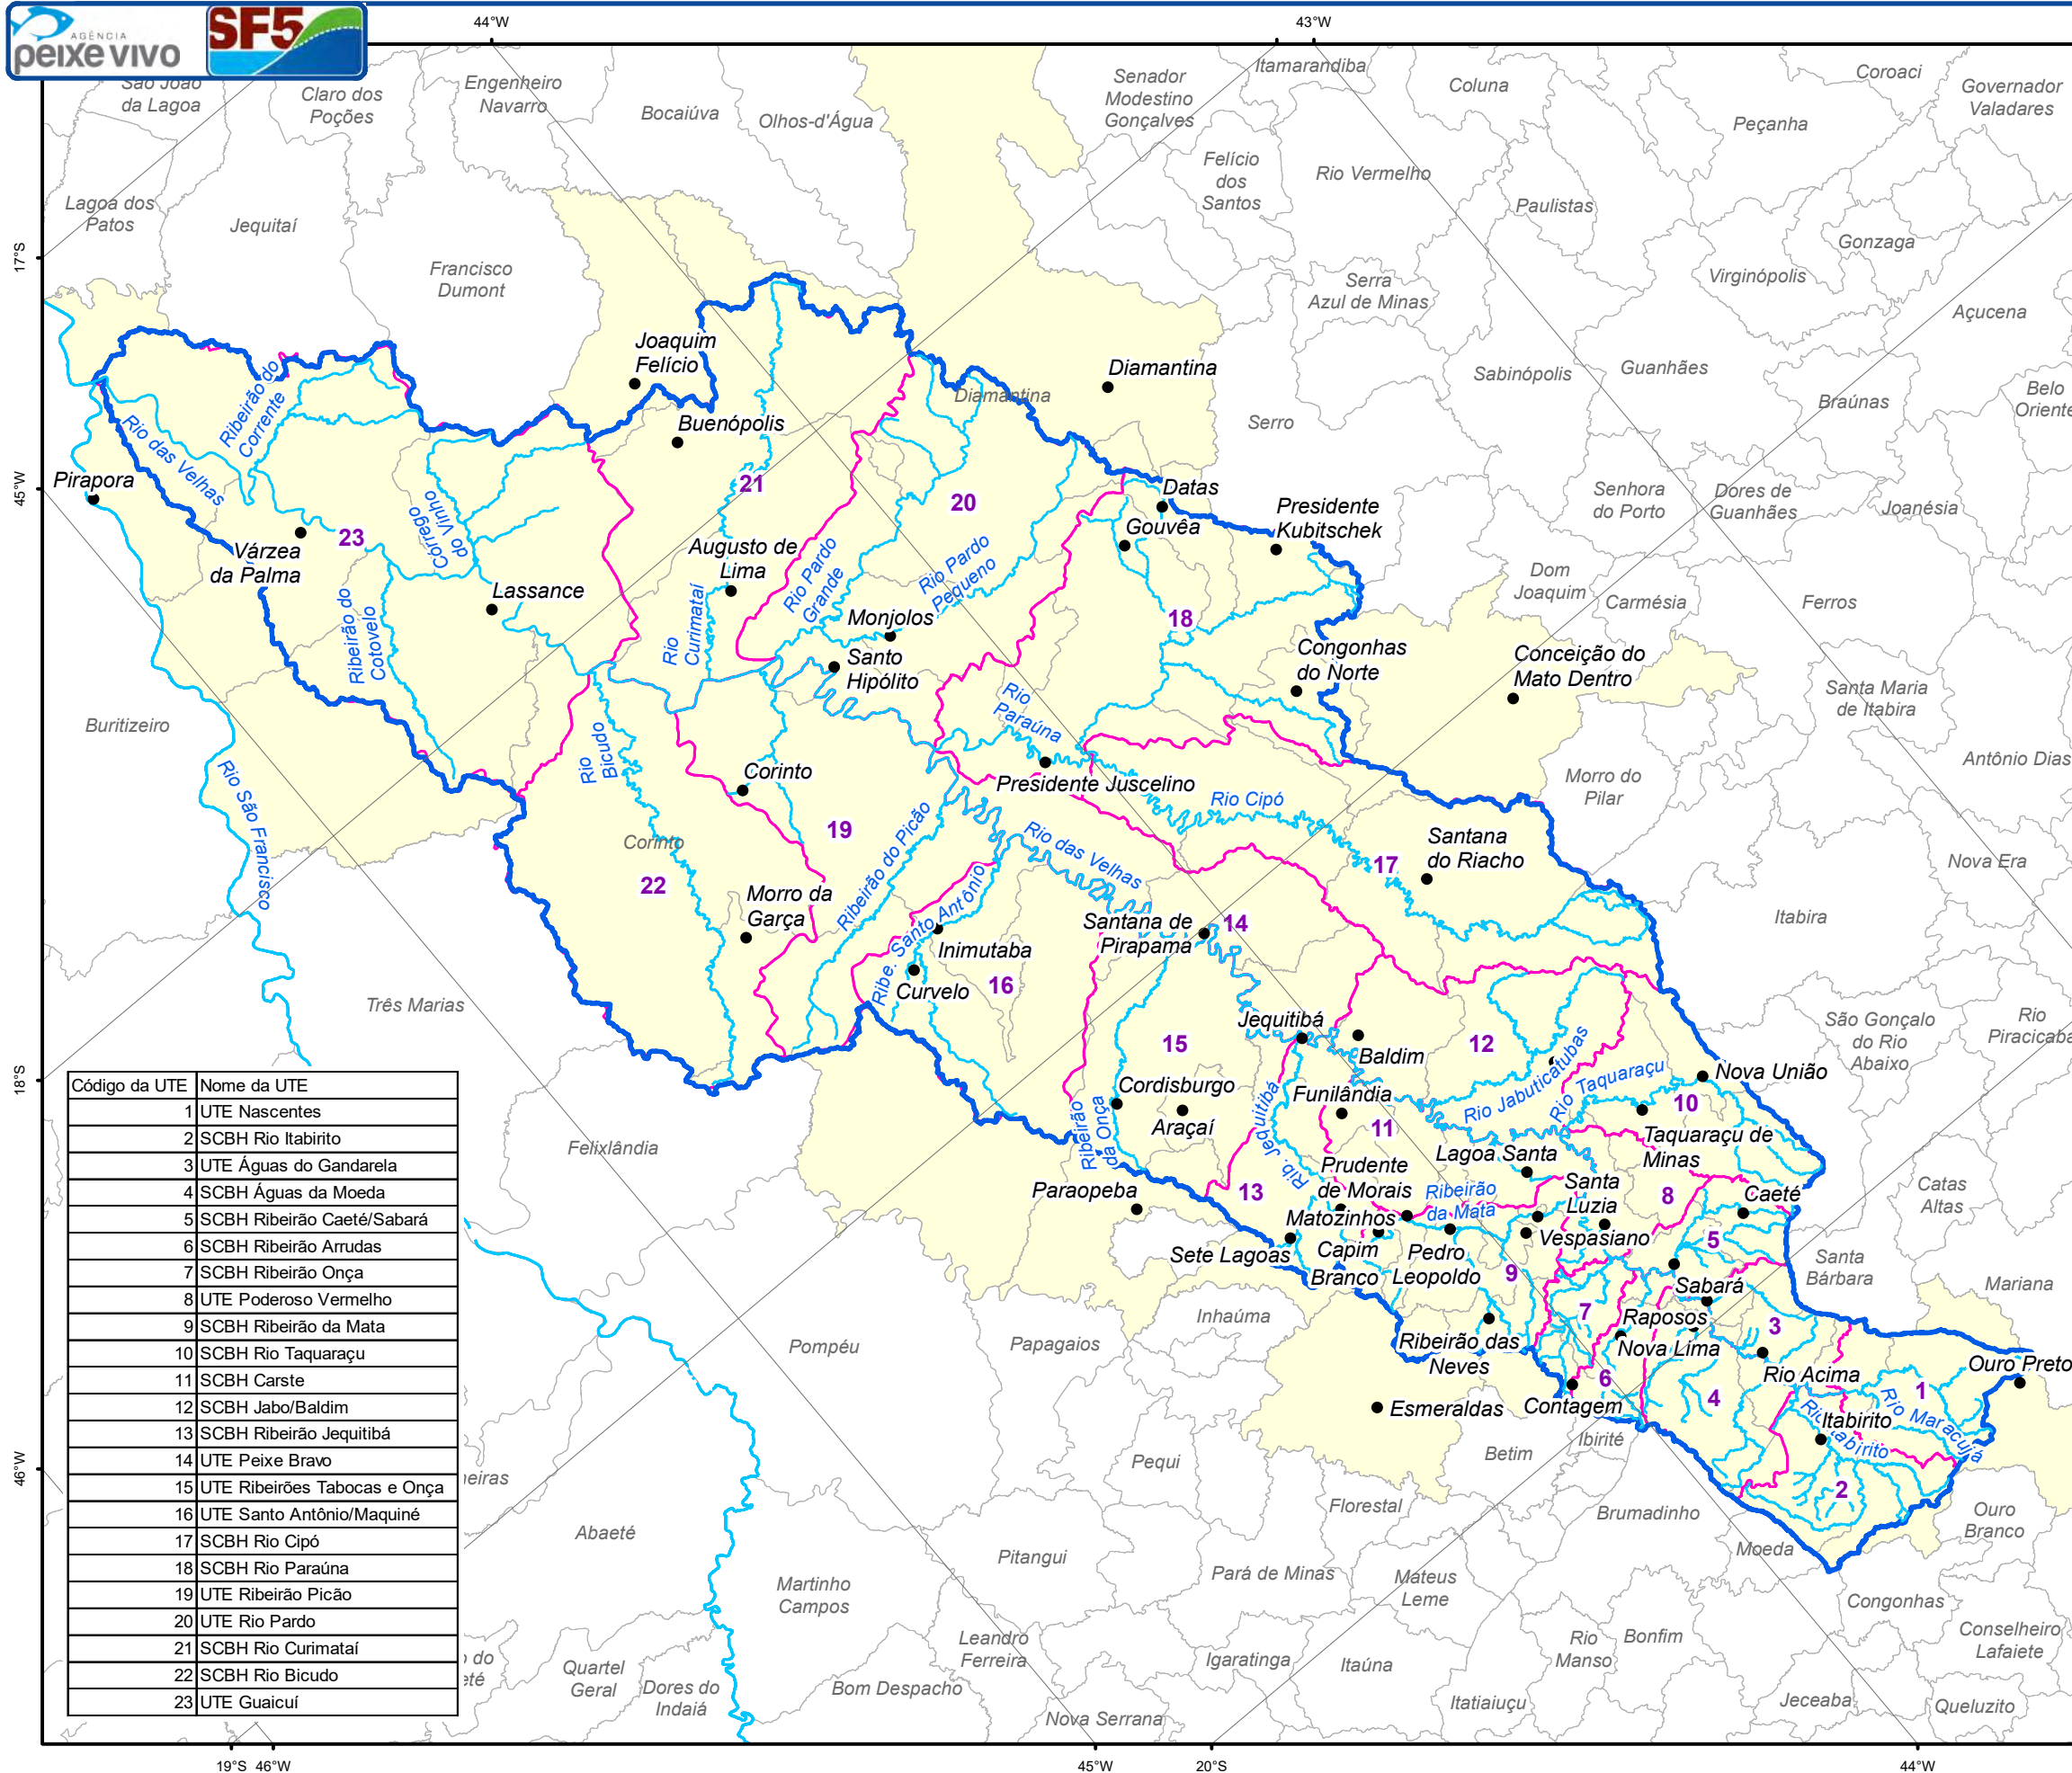 AGÊNCIA
peixe vivo
SF5
44°W
43°W
São João
da Lagoa
Claro dos
Poções
Engenheiro
Navarro
Bocaiúva
Olhos-d'Água
Senador
Modestino
Gonçalves
Itamarandiba
Coluna
Coroaci
Governador
Valadares
Peçanha
Felício
dos
Santos
Rio Vermelho
Paulistas
Lagoa dos
Patos
Jequitaí
Gonzaga
17°S
Francisco
Dumont
Serra
Azul de Minas
Virginópolis
Açucena
Joaquim
Felício
Diamantina
Diamantina
Sabinópolis
Guanhães
Braúnas
Belo
Oriente
Serro
Ribeirão do
Corrente
Rio das Velhas
Buenópolis
Pirapora
45°W
21
20
Datas
Gouvêa
Presidente
Kubitschek
Senhora
do Porto
Dores de
Guanhães
Joanésia
23
Várzea
da Palma
Córrego
do Vinho
Augusto de
Lima
Rio Pardo
Grande
Rio Pardo
Pequeno
Dom
Joaquim
Carmésia
Ferros
Lassance
Ribeirão do
Cotovelo
Rio
Curimataí
Monjolos
18
Santo
Hipólito
Congonhas
do Norte
Conceição do
Mato Dentro
Santa Maria
de Itabira
Buritizeiro
Rio
Paraúna
Rio
Bicudo
Rio São Francisco
Corinto
Presidente Juscelino
Rio Cipó
Morro do
Pilar
Antônio Dias
Corinto
19
Ribeirão do Picão
Rio das Velhas
Santana
do Riacho
17
Nova Era
22
Morro da
Garça
Ribe. Santo Antônio
Santana de
Pirapama
14
Itabira
Inimutaba
Curvelo
16
Três Marias
Jequitibá
15
Baldim
12
São Gonçalo
do Rio
Abaixo
Rio
Piracicaba
18°S
Cordisburgo
Araçaí
Funilândia
11
Rio Jabuticatubas
Rio Taquaraçu
Nova União
10
Ribeirão
da Onça
Rib. Jequitibá
Taquaraçu de
Minas
Felixlândia
Lagoa Santa
Paraopeba
13
Prudente
de Morais
Ribeirão
da Mata
Santa
Luzia
8
Caeté
Catas
Altas
Matozinhos
Sete Lagoas
Capim
Branco
Pedro
Leopoldo
Vespasiano
9
5
Santa
Bárbara
Mariana
Sabará
Inhaúma
Papagaios
Pompéu
Ribeirão das
Neves
7
Raposos
Nova Lima
3
Rio Acima
Ouro Preto
Esmeraldas
Contagem
6
4
1
Rio Maracujá
Itabirito
Rio Itabirito
2
Betim
Ibirité
46°W
Pequi
Florestal
Brumadinho
Moeda
Ouro
Branco
Abaeté
eiras
Pitangui
Pará de Minas
Mateus
Leme
Martinho
Campos
Congonhas
Conselheiro
Lafaiete
Leandro
Ferreira
Igaratinga
Itaúna
Rio
Manso
Bonfim
do
eté
Quartel
Geral
Dores do
Indaiá
Bom Despacho
Nova Serrana
Itatiaiuçu
Jeceaba
Queluzito
Código da UTE Nome da UTE
1 UTE Nascentes
2 SCBH Rio Itabirito
3 UTE Águas do Gandarela
4 SCBH Águas da Moeda
5 SCBH Ribeirão Caeté/Sabará
6 SCBH Ribeirão Arrudas
7 SCBH Ribeirão Onça
8 UTE Poderoso Vermelho
9 SCBH Ribeirão da Mata
10 SCBH Rio Taquaraçu
11 SCBH Carste
12 SCBH Jabo/Baldim
13 SCBH Ribeirão Jequitibá
14 UTE Peixe Bravo
15 UTE Ribeirões Tabocas e Onça
16 UTE Santo Antônio/Maquiné
17 SCBH Rio Cipó
18 SCBH Rio Paraúna
19 UTE Ribeirão Picão
20 UTE Rio Pardo
21 SCBH Rio Curimataí
22 SCBH Rio Bicudo
23 UTE Guaicuí
19°S 46°W
45°W
20°S
44°W